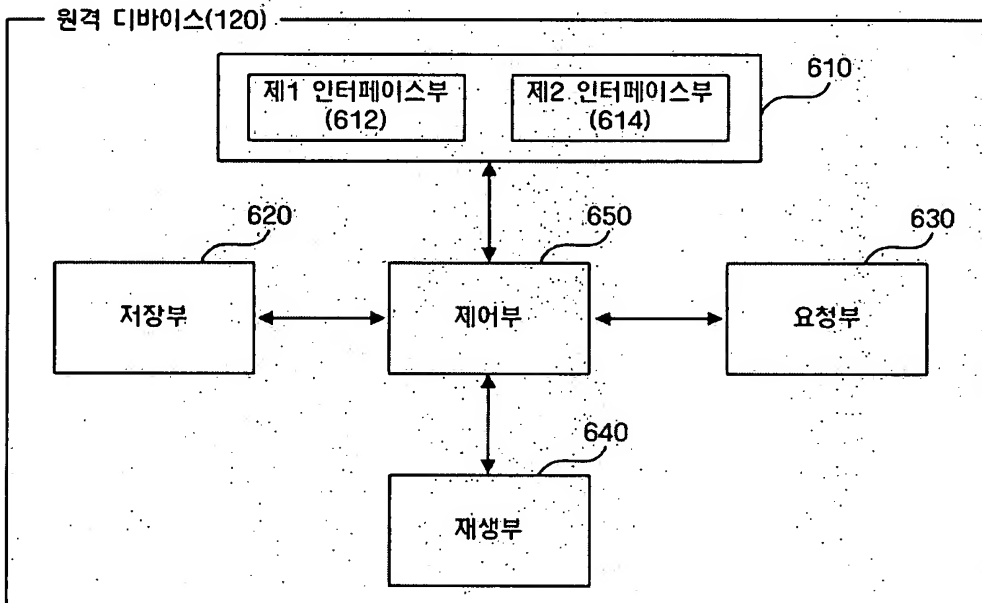 원격 디바이스(120)
610
제1 인터페이스부
(612)
제2 인터페이스부
(614)
620
650
630
저장부
제어부
요청부
640
재생부